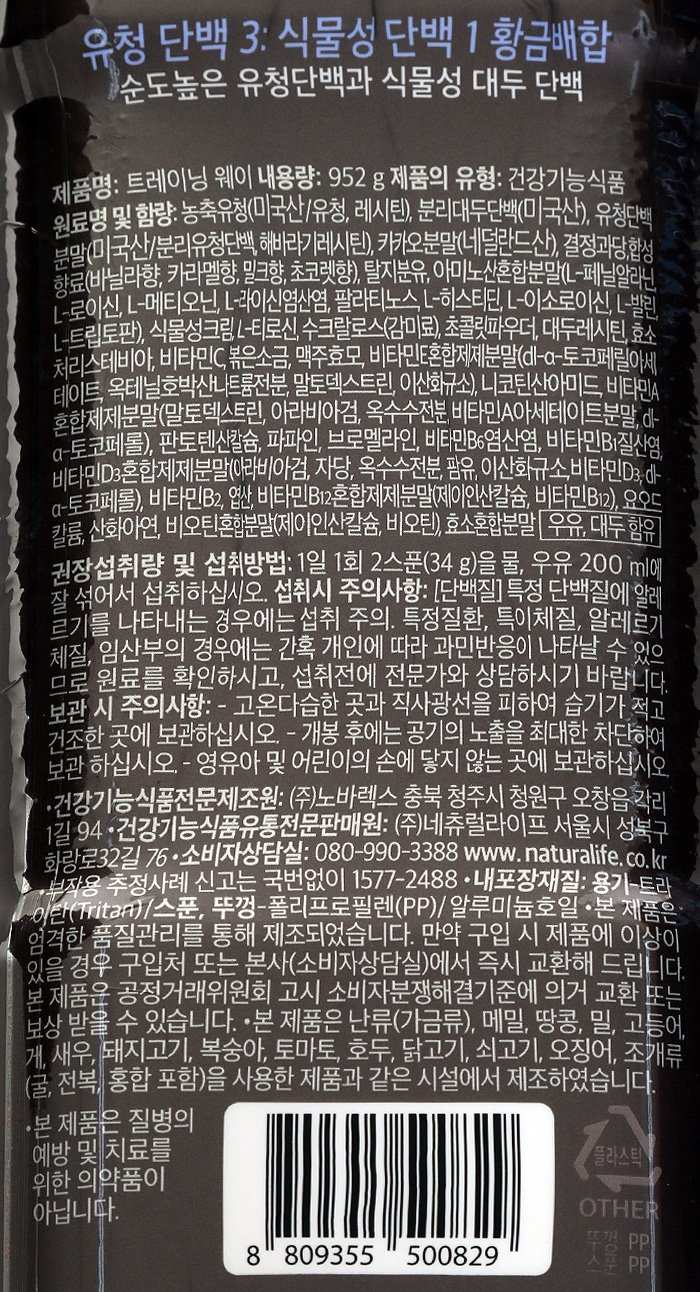 유청 단백 3: 식물성 단백 1 황금배합
순도높은 유청단백과 식물성 대두 단백
제품명: 트레이닝 웨이 내용량: 952 g 제품의 유형: 건강기능식품
원료명 및 함량: 농축유청(미국산/유청, 레시틴), 분리대두단백(미국산), 유청단백
분말(미국산/분리유청단백, 해바라기레시틴), 카카오분말(네덜란드산), 결정과당,합성
향료(바닐라향, 카라멜향, 밀크향, 초코렛향), 탈지분유, 아미노산혼합분말(L-페닐알라닌,
L-로이신, L-메티오닌, L-라이신염산염, 팔라티노스, L-히스티딘, L-이소로이신, L-발린,
L-트립토판), 식물성크림, L-티로신, 수크랄로스(감미료), 초콜릿파우더, 대두레시틴, 효소
처리스테비아, 비타민C, 볶은소금, 맥주효모, 비타민E혼합제제분말(dl-α-토코페릴아세
테이트, 옥테닐호박산나트륨전분, 말토덱스트린, 이산화규소), 니코틴산아미드, 비타민A
혼합제제분말(말토덱스트린, 아라비아검, 옥수수전분, 비타민A아세테이트분말, dl-
α-토코페롤), 판토텐산칼슘, 파파인, 브로멜라인, 비타민B6염산염, 비타민B1질산염,
비타민D3혼합제제분말(아라비아검, 자당, 옥수수전분, 팜유, 이산화규소,비타민D3, dl-
α-토코페롤), 비타민B2, 엽산, 비타민B12혼합제제분말(제이인산칼슘, 비타민B12), 요오드
칼륨, 산화아연, 비오틴혼합분말(제이인산칼슘, 비오틴), 효소혼합분말 우유, 대두 함유
권장섭취량 및 섭취방법: 1일 1회 2스푼(34 g)을 물, 우유 200 ml에
잘 섞어서 섭취하십시오. 섭취시 주의사항: [단백질] 특정 단백질에 알레
르기를 나타내는 경우에는 섭취 주의. 특정질환, 특이체질, 알레르기
체질, 임산부의 경우에는 간혹 개인에 따라 과민반응이 나타날 수 있으
므로 원료를 확인하시고, 섭취전에 전문가와 상담하시기 바랍니다.
보관 시 주의사항: - 고온다습한 곳과 직사광선을 피하여 습기가 적고
건조한 곳에 보관하십시오. - 개봉 후에는 공기의 노출을 최대한 차단하여
보관 하십시오. - 영유아 및 어린이의 손에 닿지 않는 곳에 보관하십시오.
•건강기능식품전문제조원: (주)노바렉스 충북 청주시 청원구 오창읍 각리
1길 94 •건강기능식품유통전문판매원: (주)네츄럴라이프 서울시 성북구
화랑로32길 76 •소비자상담실: 080-990-3388 www. naturalife.co.kr
•부작용 추정사례 신고는 국번없이 1577-2488 •내포장재질: 용기-트라
이탄(Tritan)/스푼, 뚜껑-폴리프로필렌(PP)/ 알루미늄호일 •본 제품은
엄격한 품질관리를 통해 제조되었습니다. 만약 구입 시 제품에 이상이
있을 경우 구입처 또는 본사(소비자상담실)에서 즉시 교환해 드립니다.
본 제품은 공정거래위원회 고시 소비자분쟁해결기준에 의거 교환 또는
보상 받을 수 있습니다. •본 제품은 난류(가금류), 메밀, 땅콩, 밀, 고등어,
게, 새우, 돼지고기, 복숭아, 토마토, 호두, 닭고기, 쇠고기, 오징어, 조개류
(굴, 전복, 홍합 포함)을 사용한 제품과 같은 시설에서 제조하였습니다.
•본 제품은 질병의
예방 및 치료를
위한 의약품이
아닙니다.
8 809355 500829
플라스틱
OTHER
뚜껑 PP
스푼 PP